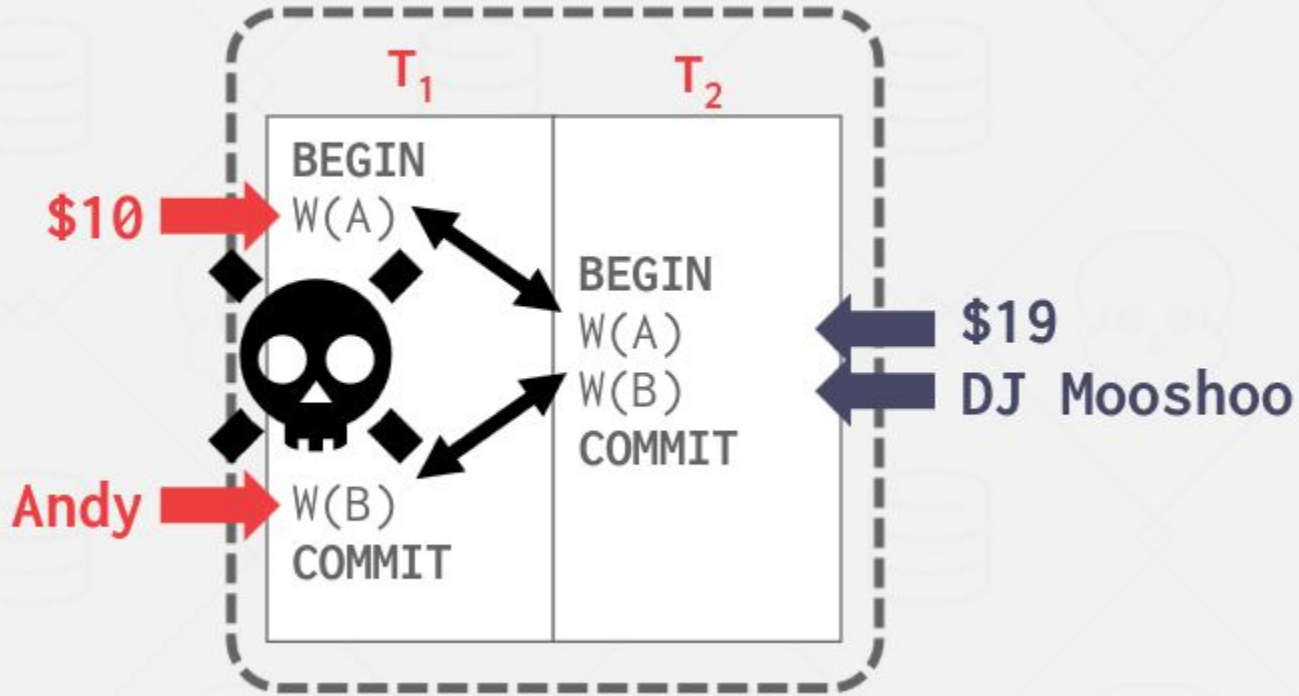 T₁ T₂
BEGIN
$10 W(A)
BEGIN
W(A) $19
W(B) DJ Mooshoo
COMMIT
Andy W(B)
COMMIT